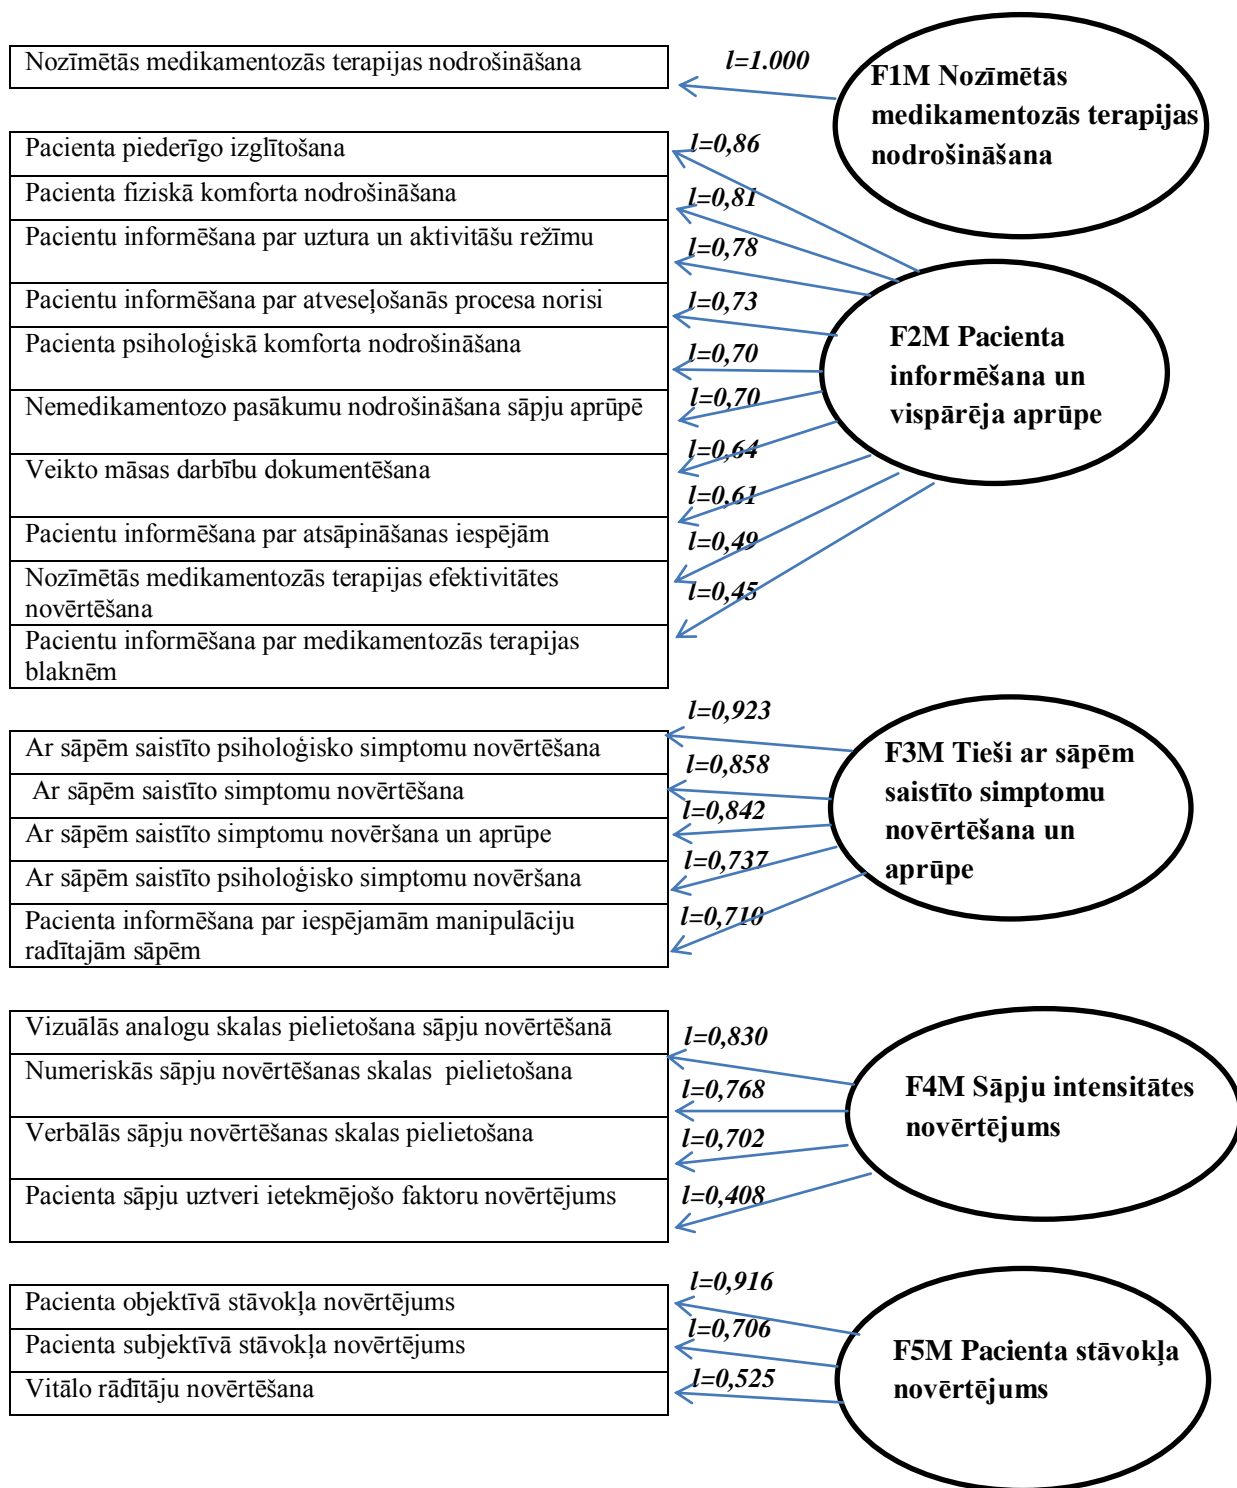 Nozīmētās medikamentozās terapijas nodrošināšana
l=1.000
F1M Nozīmētās
medikamentozās terapijas
nodrošināšana
Pacienta piederīgo izglītošana
l=0,86
Pacienta fiziskā komforta nodrošināšana
l=0,81
Pacientu informēšana par uztura un aktivitāšu režīmu
l=0,78
Pacientu informēšana par atveseļošanās procesa norisi
l=0,73
Pacienta psiholoģiskā komforta nodrošināšana
l=0,70
Nemedikamentozo pasākumu nodrošināšana sāpju aprūpē
l=0,70
Veikto māsas darbību dokumentēšana
l=0,64
l=0,61
Pacientu informēšana par atsāpināšanas iespējām
l=0,49
Nozīmētās medikamentozās terapijas efektivitātes
novērtēšana
l=0,45
Pacientu informēšana par medikamentozās terapijas
blaknēm
F2M Pacienta
informēšana un
vispārēja aprūpe
l=0,923
Ar sāpēm saistīto psiholoģisko simptomu novērtēšana
l=0,858
Ar sāpēm saistīto simptomu novērtēšana
l=0,842
Ar sāpēm saistīto simptomu novēršana un aprūpe
l=0,737
Ar sāpēm saistīto psiholoģisko simptomu novēršana
l=0,710
Pacienta informēšana par iespējamām manipulāciju
radītajām sāpēm
F3M Tieši ar sāpēm
saistīto simptomu
novērtēšana un
aprūpe
Vizuālās analogu skalas pielietošana sāpju novērtēšanā
l=0,830
Numeriskās sāpju novērtēšanas skalas pielietošana
l=0,768
Verbālās sāpju novērtēšanas skalas pielietošana
l=0,702
Pacienta sāpju uztveri ietekmējošo faktoru novērtējums
l=0,408
F4M Sāpju intensitātes
novērtējums
l=0,916
Pacienta objektīvā stāvokļa novērtējums
l=0,706
Pacienta subjektīvā stāvokļa novērtējums
l=0,525
Vitālo rādītāju novērtēšana
F5M Pacienta stāvokļa
novērtējums